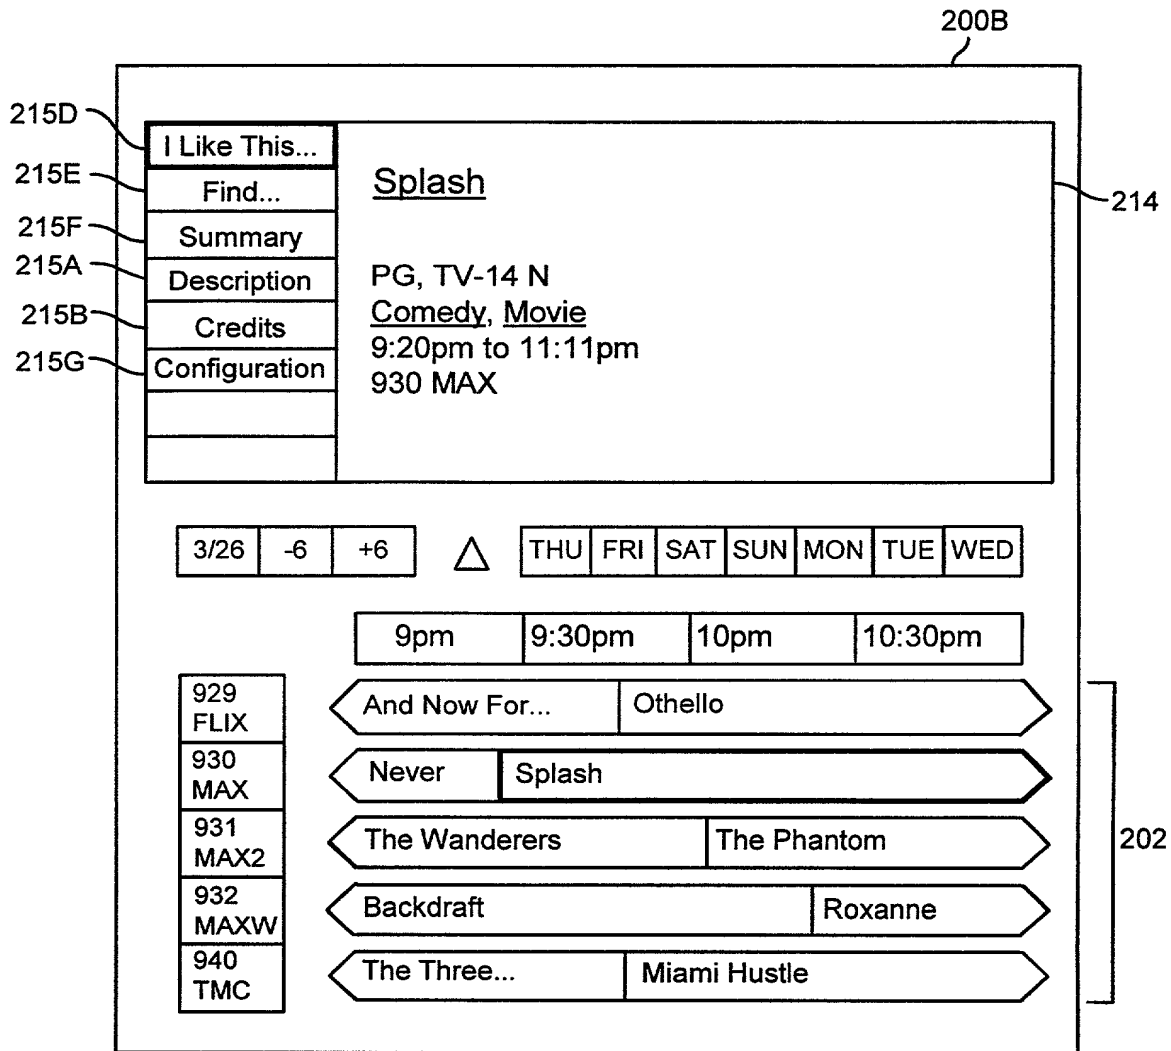 200B
215D
I Like This...
215E
Find...
215F
Summary
215A
Description
215B
Credits
215G
Configuration
Splash
PG, TV-14 N
Comedy, Movie
9:20pm to 11:11pm
930 MAX
214
3/26 -6 +6 THU FRI SAT SUN MON TUE WED
9pm 9:30pm 10pm 10:30pm
929
FLIX
And Now For... Othello
930
MAX
Never Splash
931
MAX2
The Wanderers The Phantom
932
MAXW
Backdraft Roxanne
940
TMC
The Three... Miami Hustle
202